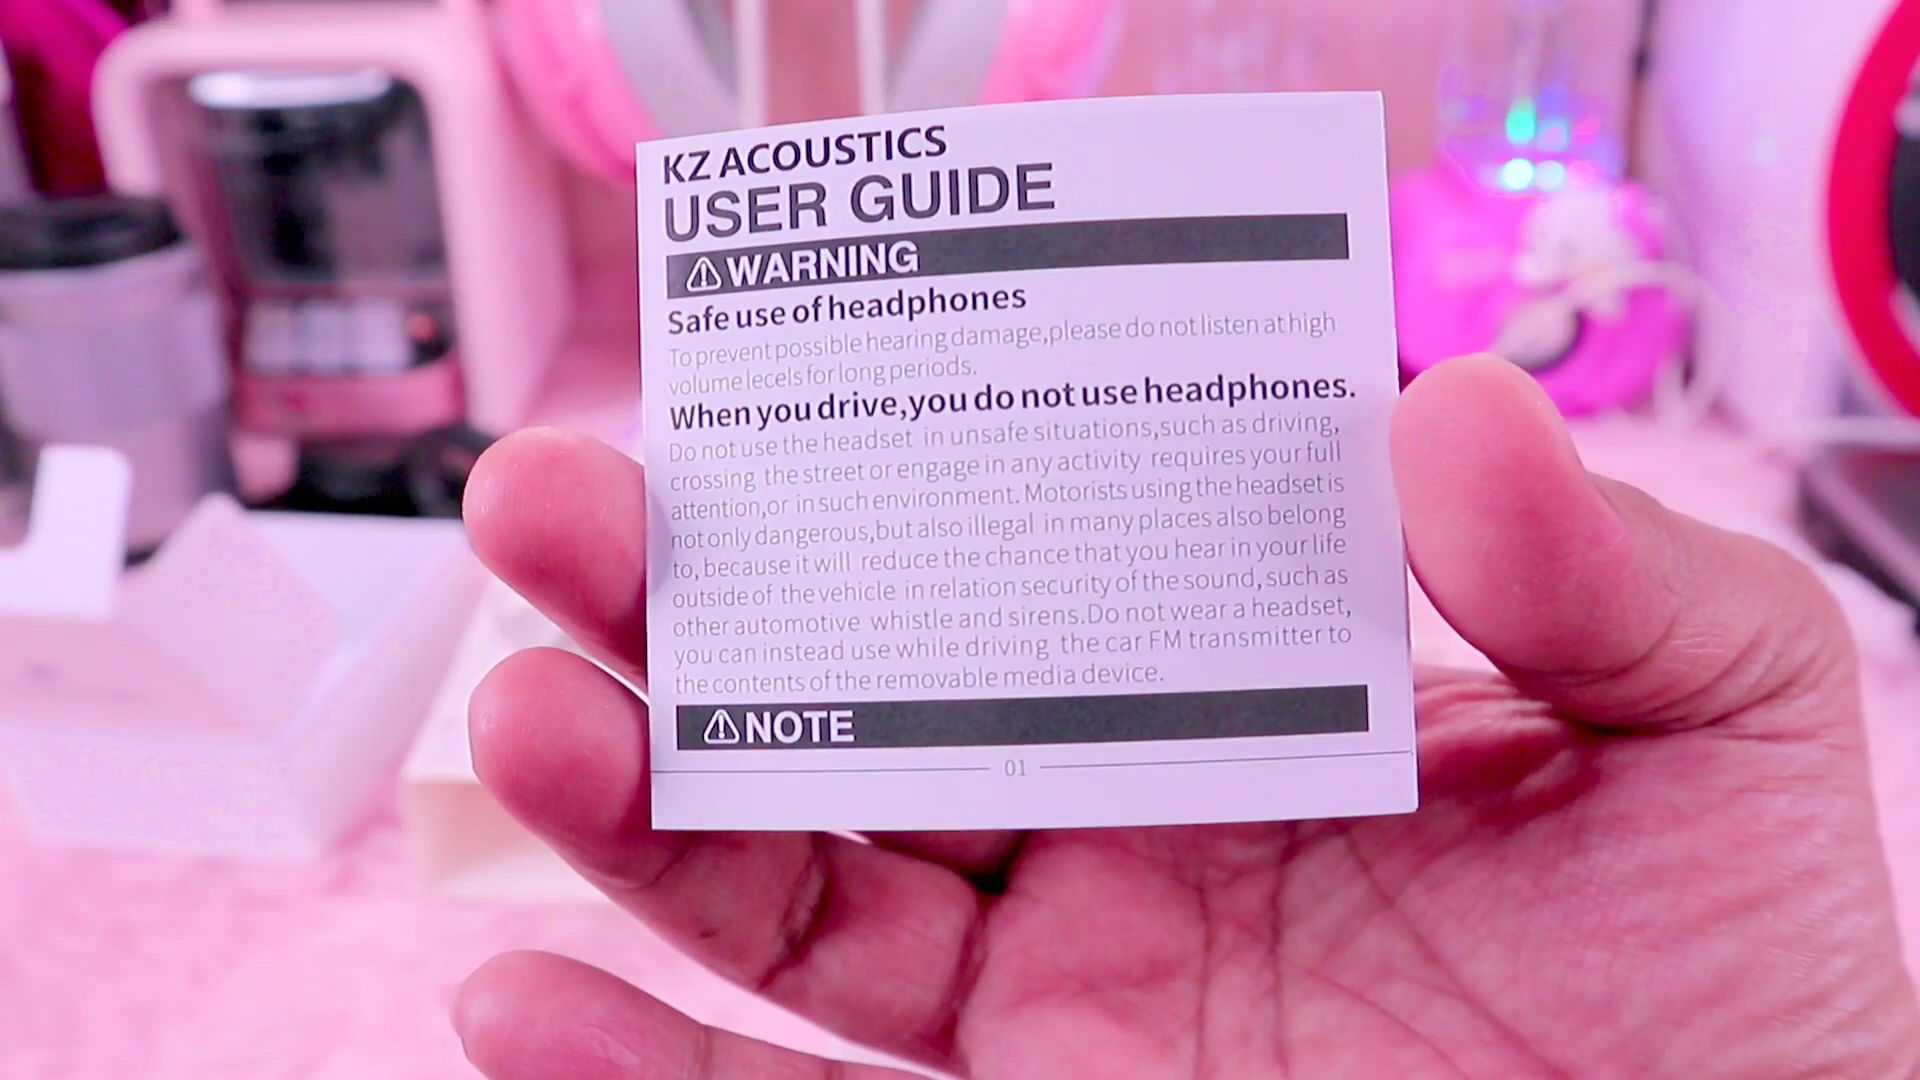 KZ ACOUSTICS
USER GUIDE
WARNING
Safe use of headphones
To prevent possible hearing damage,please do not listen at high
volume lecels for long periods.
When you drive,you do not use headphones.
Do not use the headset in unsafe situations,such as driving,
crossing the street or engage in any activity requires your full
attention,or in such environment. Motorists using the headset is
not only dangerous,but also illegal in many places also belong
to, because it will reduce the chance that you hear in your life
outside of the vehicle in relation security of the sound, such as
other automotive whistle and sirens.Do not wear a headset,
you can instead use while driving the car FM transmitter to
the contents of the removable media device.
NOTE
01